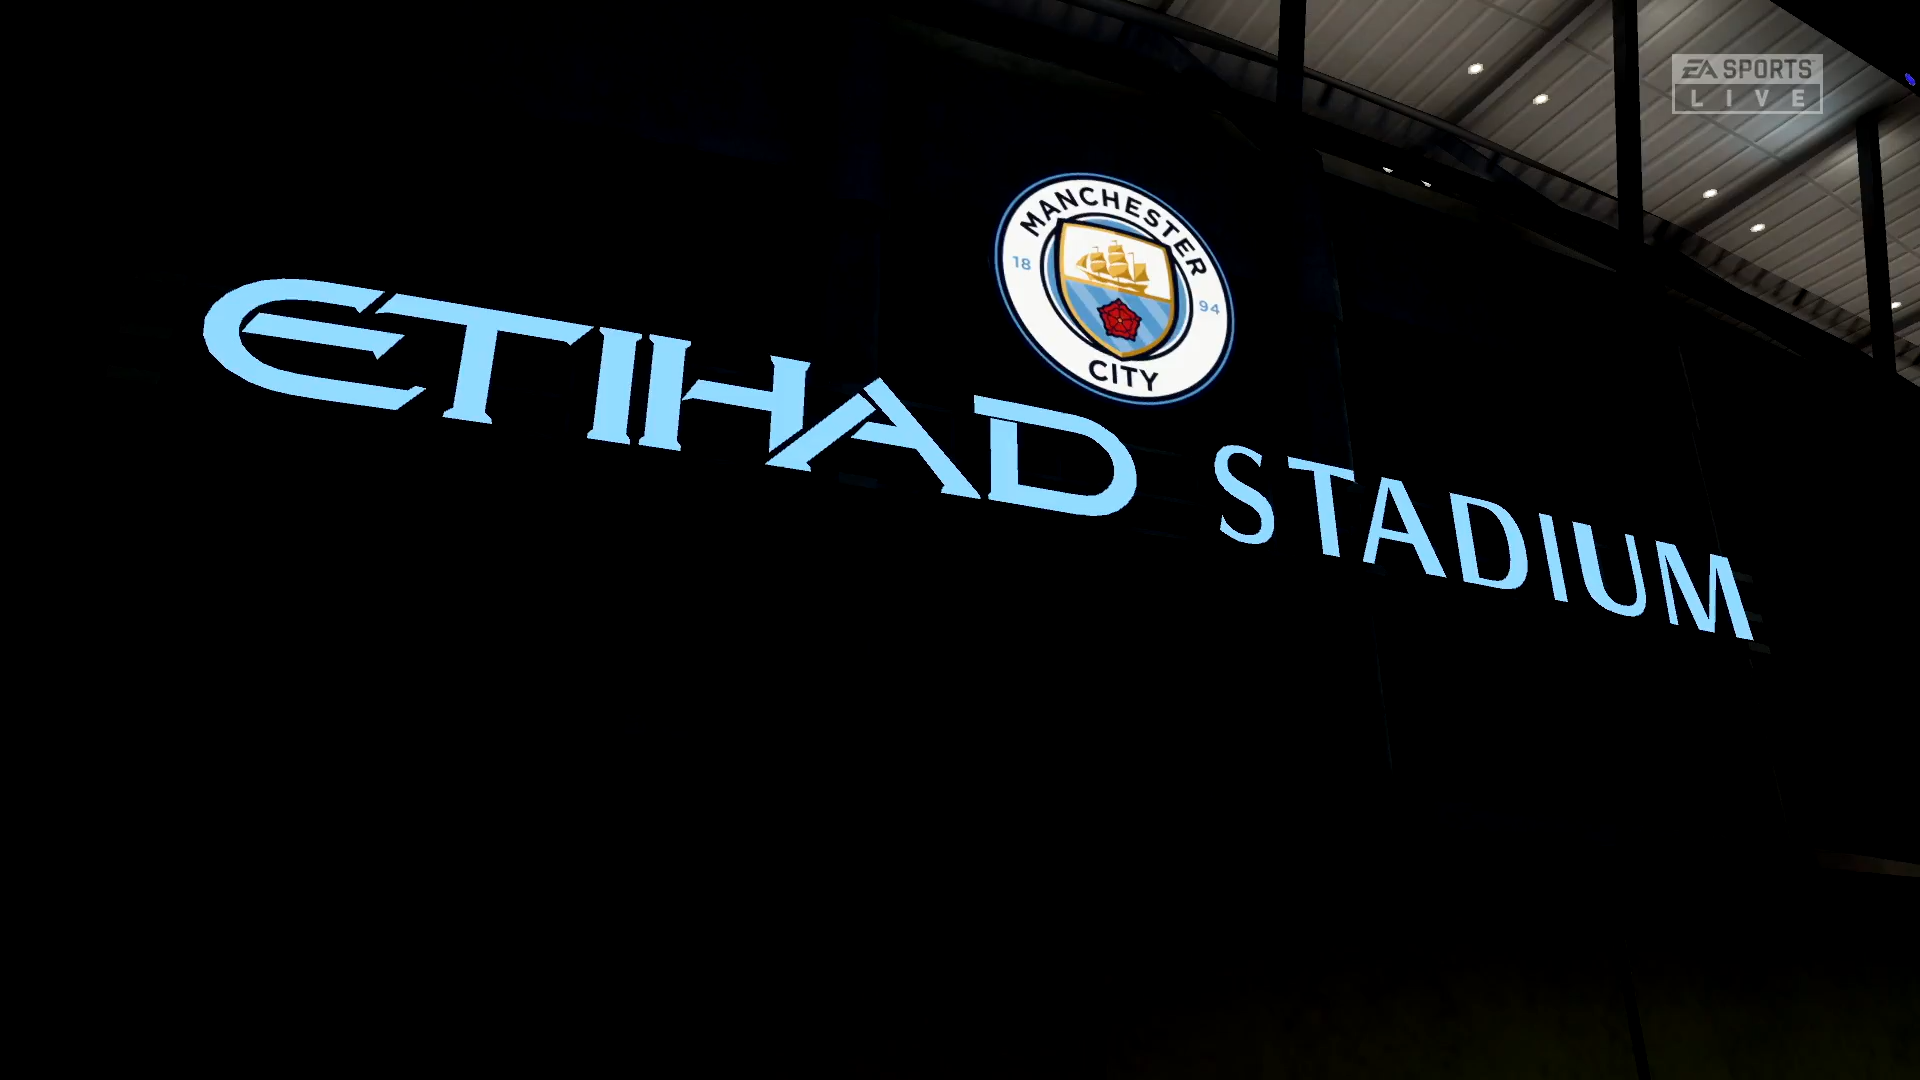 EA SPORTS
LIVE
MANCHESTER
18 94
CITY
ETIHAD STADIUM